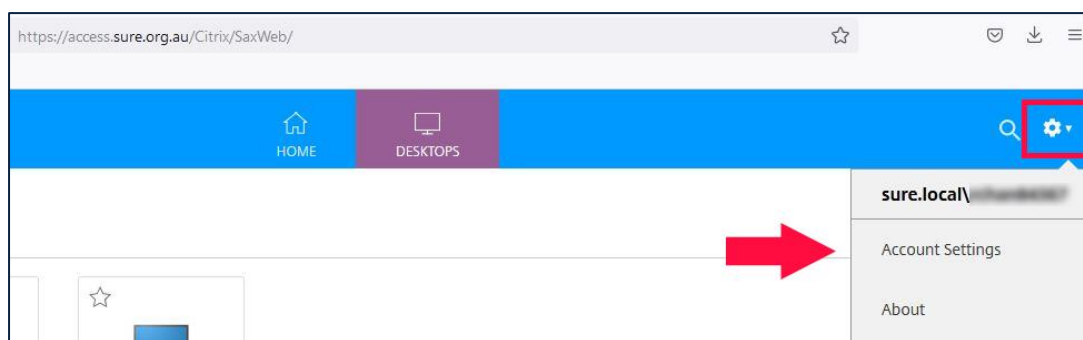 https://access.sure.org.au/Citrix/SaxWeb/
HOME
DESKTOPS
sure.local\
Account Settings
About